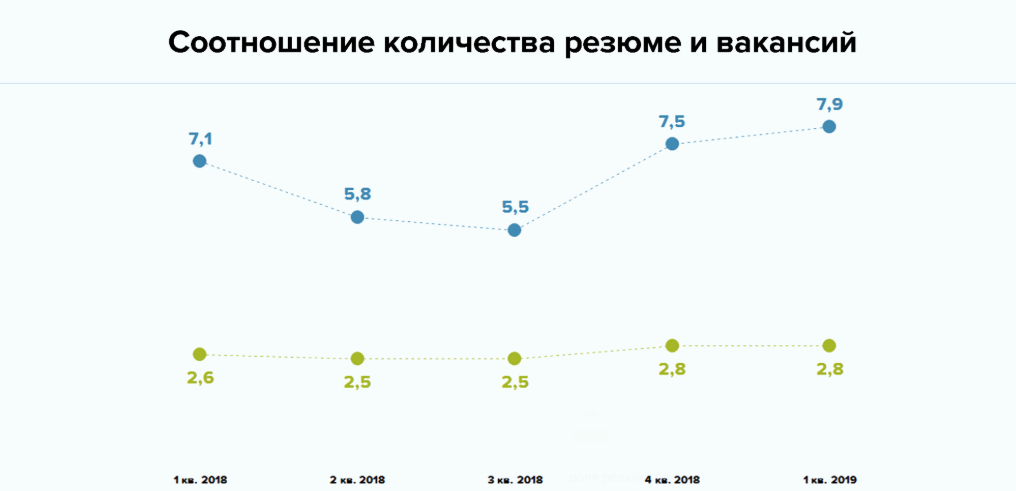 Соотношение количества резюме и вакансий
7,9
7,5
7,1
5,8
5,5
2,6
2,5
2,5
2,8
2,8
1 кв. 2018
2 кв. 2018
3 кв. 2018
4 кв. 2018
1 кв. 2019